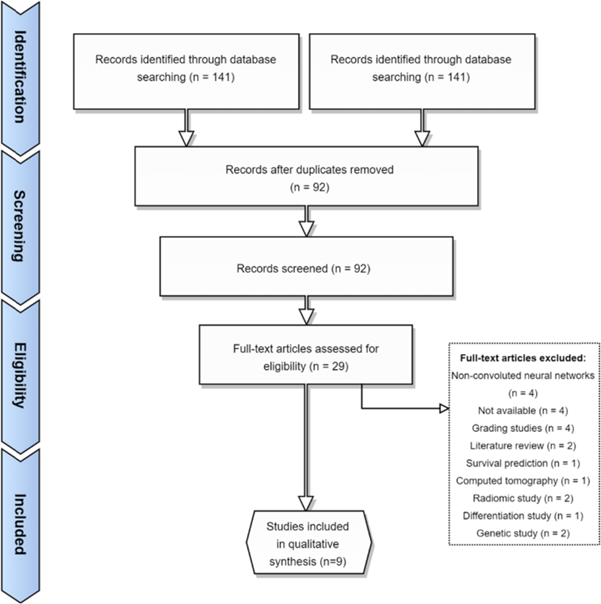 Identification
Records identified through database
searching (n = 141)
Records identified through database
searching (n = 141)
Screening
Records after duplicates removed
(n = 92)
Records screened (n = 92)
Eligibility
Full-text articles assessed for
eligibility (n = 29)
Full-text articles excluded:
Non-convoluted neural networks
(n = 4)
Not available (n = 4)
Grading studies (n = 4)
Literature review (n = 2)
Survival prediction (n = 1)
Computed tomography (n = 1)
Radiomic study (n = 2)
Differentiation study (n = 1)
Genetic study (n = 2)
Included
Studies included
in qualitative
synthesis (n=9)